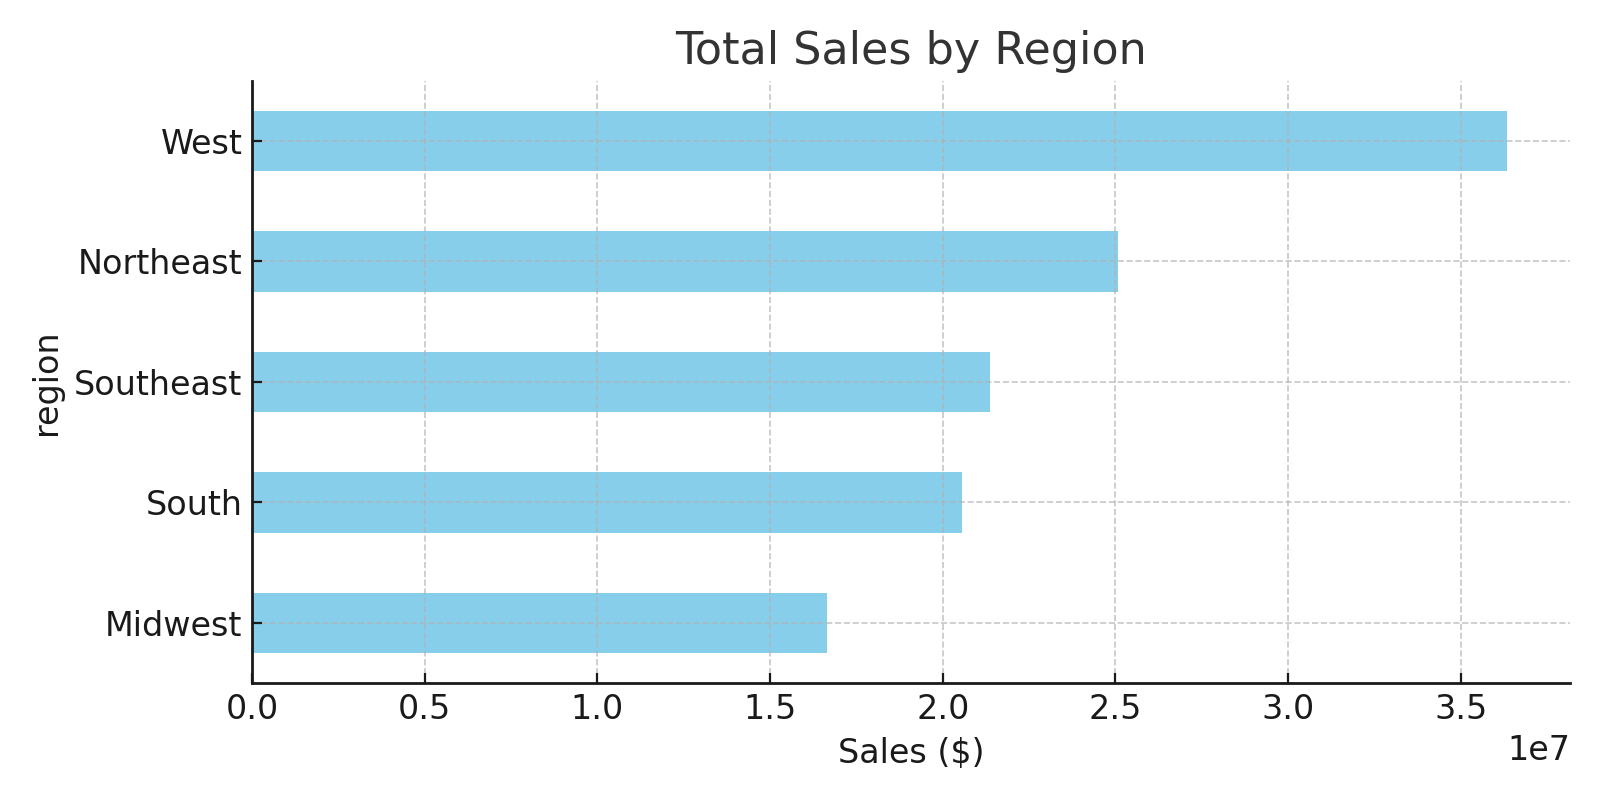 Total Sales by Region
West
Northeast
Southeast
South
Midwest
region
0.0 0.5 1.0 1.5 2.0 2.5 3.0 3.5
1e7
Sales ($)